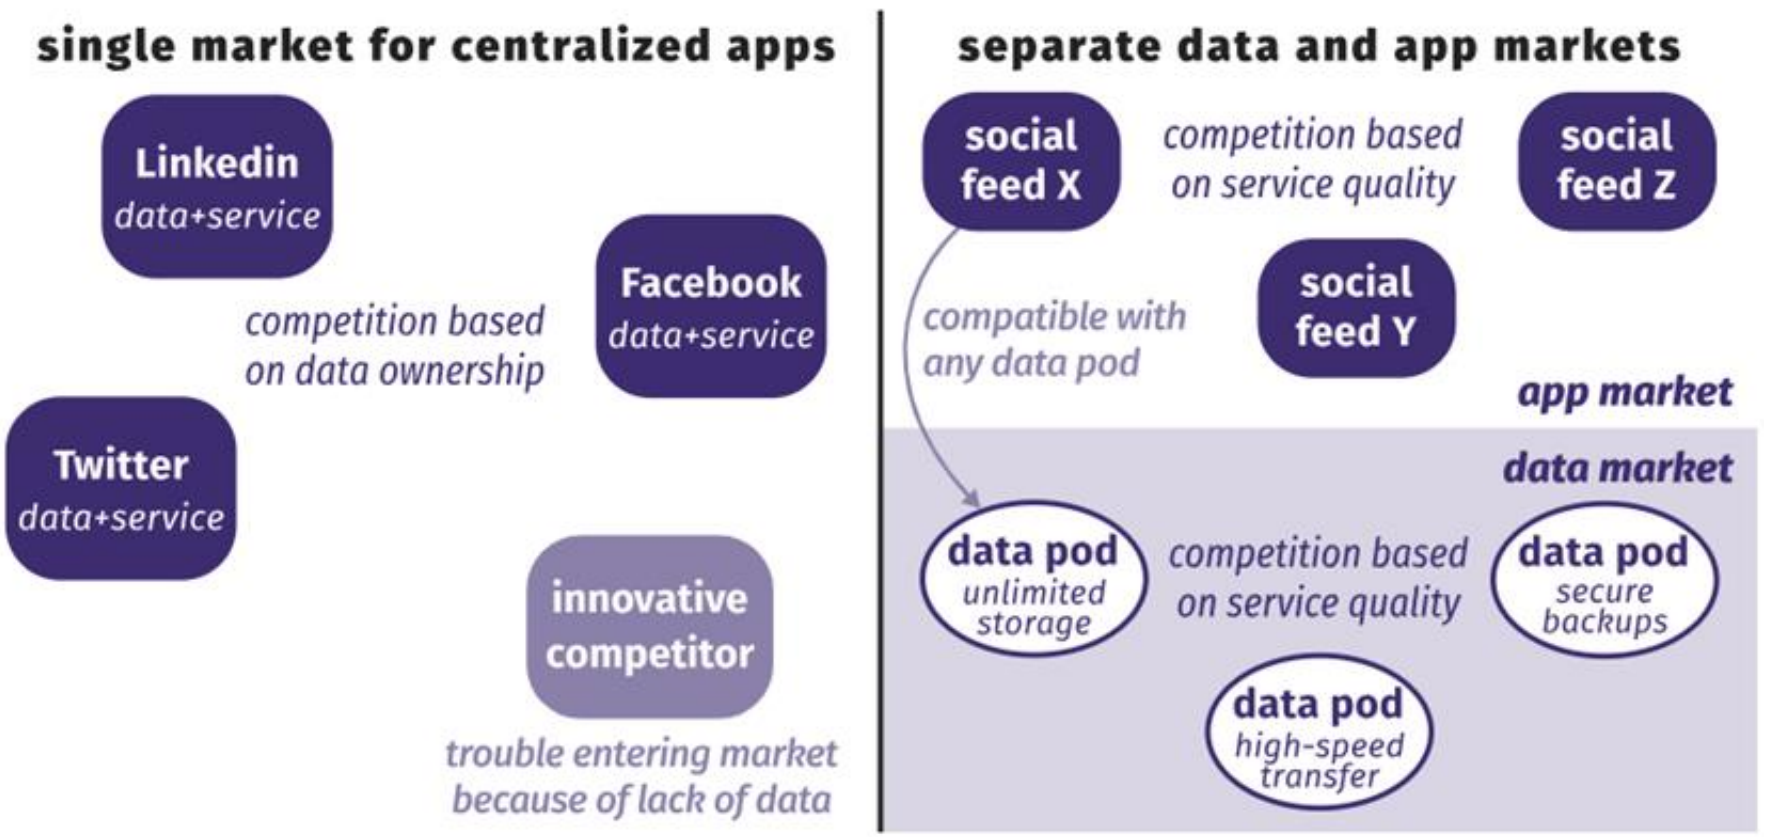 single market for centralized apps
Linkedin
data+service
Facebook
data+service
competition based
on data ownership
Twitter
data+service
innovative
competitor
trouble entering market
because of lack of data
separate data and app markets
social
feed X
competition based
on service quality
social
feed Z
social
feed Y
compatible with
any data pod
app market
data market
data pod
unlimited
storage
competition based
on service quality
data pod
secure
backups
data pod
high-speed
transfer